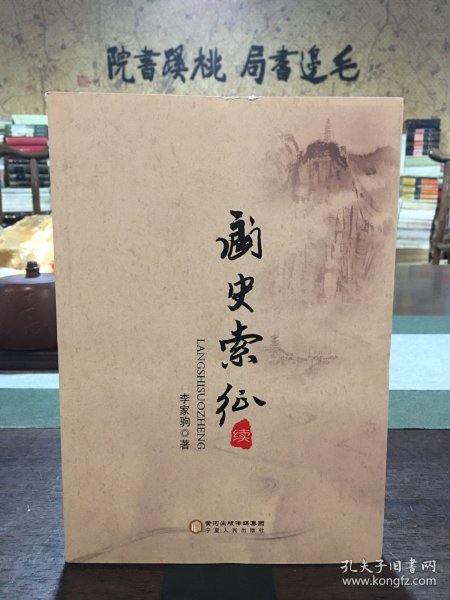 毛邊書局 桃蹊書院
阆史索征
续
LANGSHISUOZHENG
李家驹◎著
黄河出版传媒集团
宁夏人民出版社
孔夫子旧书网
www.kongfz.com